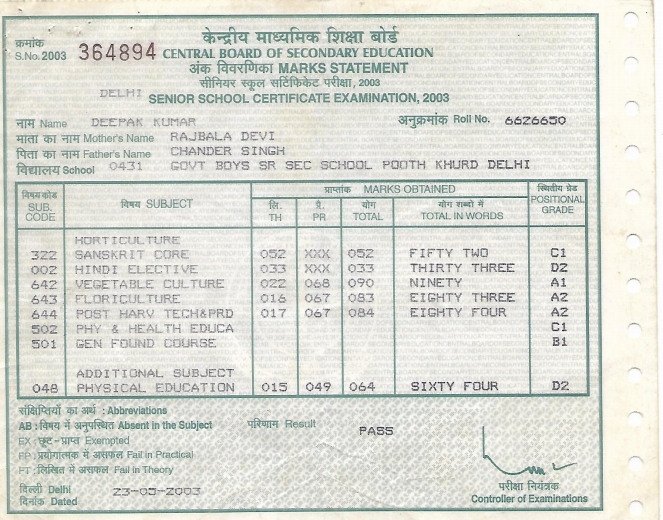 क्रमांक केन्द्रीय माध्यमिक शिक्षा बोर्ड
S.No. 2003 364894 CENTRAL BOARD OF SECONDARY EDUCATION
अंक विवरणिका MARKS STATEMENT
सीनियर स्कूल सर्टिफिकेट परीक्षा, 2003
DELHI SENIOR SCHOOL CERTIFICATE EXAMINATION, 2003
नाम Name DEEPAK KUMAR अनुक्रमांक Roll No. 6626650
माता का नाम Mother's Name RAJBALA DEVI
पिता का नाम Father's Name CHANDER SINGH
विद्यालय School 0431 GOVT BOYS SR SEC SCHOOL POOTH KHURD DELHI
विषय कोड SUB. CODE विषय SUBJECT प्राप्तांक MARKS OBTAINED स्थितीय ग्रेड POSITIONAL GRADE
लि. TH प्रै. PR योग TOTAL योग शब्दों में TOTAL IN WORDS
HORTICULTURE
322 SANSKRIT CORE 052 XXX 052 FIFTY TWO C1
002 HINDI ELECTIVE 033 XXX 033 THIRTY THREE D2
642 VEGETABLE CULTURE 022 068 090 NINETY A1
643 FLORICULTURE 016 067 083 EIGHTY THREE A2
644 POST HARV TECH&PRD 017 067 084 EIGHTY FOUR A2
502 PHY & HEALTH EDUCA C1
501 GEN FOUND COURSE B1
ADDITIONAL SUBJECT
048 PHYSICAL EDUCATION 015 049 064 SIXTY FOUR D2
संक्षिप्तियों का अर्थ : Abbreviations
AB : विषय में अनुपस्थित Absent in the Subject परिणाम Result PASS
EX : छूट-प्राप्त Exempted
FP : प्रयोगात्मक में असफल Fail in Practical
FT : लिखित में असफल Fail in Theory
दिल्ली Delhi
दिनांक Dated 23-05-2003
परीक्षा नियंत्रक
Controller of Examinations